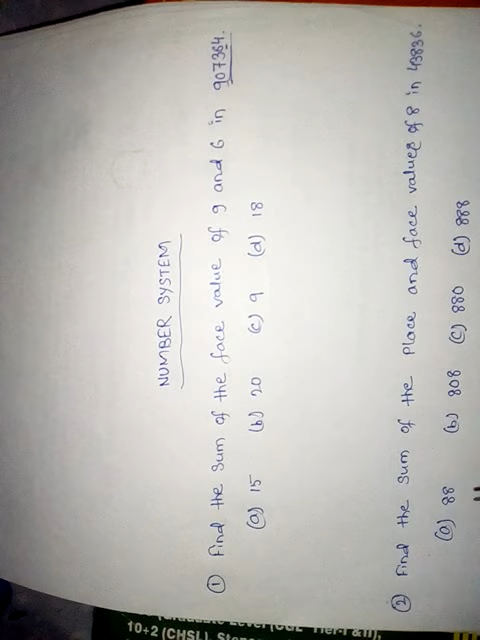 NUMBER SYSTEM
① Find the sum of the face value of 9 and 6 in 907364.
(a) 15 (b) 20 (c) 9 (d) 18
② Find the sum of the Place and face values of 8 in 43836.
(a) 88 (b) 808 (c) 880 (d) 888
10+2 (CHSL),